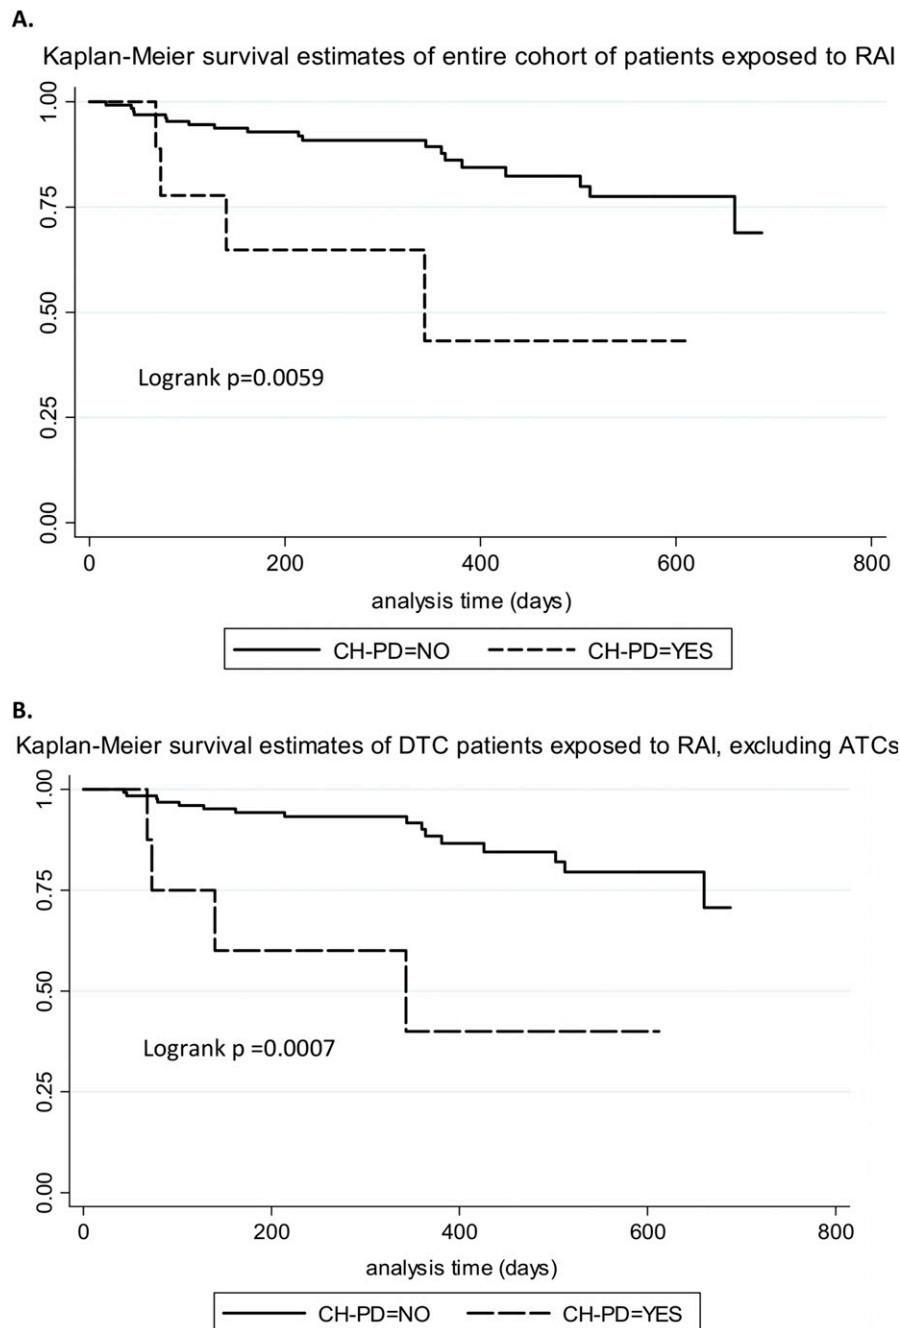 A.
Kaplan-Meier survival estimates of entire cohort of patients exposed to RAI
1.00
0.75
0.50
0.25
0.00
Logrank p=0.0059
0 200 400 600 800
analysis time (days)
CH-PD=NO CH-PD=YES
B.
Kaplan-Meier survival estimates of DTC patients exposed to RAI, excluding ATCs
1.00
0.75
0.50
0.25
0.00
Logrank p =0.0007
0 200 400 600 800
analysis time (days)
CH-PD=NO CH-PD=YES